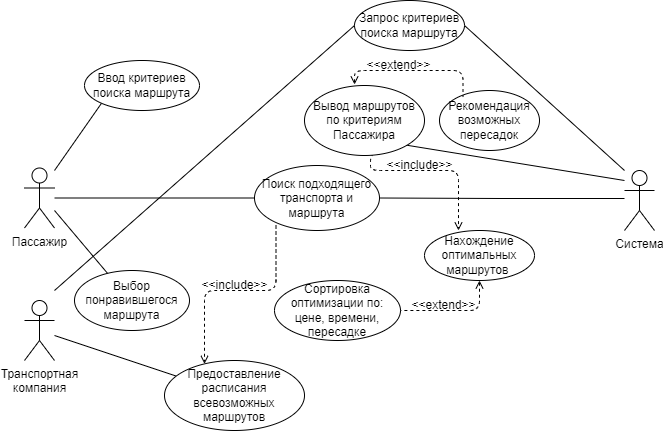 Запрос критериев
поиска маршрута
<<extend>>
Ввод критериев
поиска маршрута
Вывод маршрутов
по критериям
Пассажира
Рекомендация
возможных
пересадок
<<include>>
Поиск подходящего
транспорта и
маршрута
Пассажир
Система
Нахождение
оптимальных
маршрутов
Выбор
понравившегося
маршрута
<<include>>
Сортировка
оптимизации по:
цене, времени,
пересадке
<<extend>>
Транспортная
компания
Предоставление
расписания
всевозможных
маршрутов